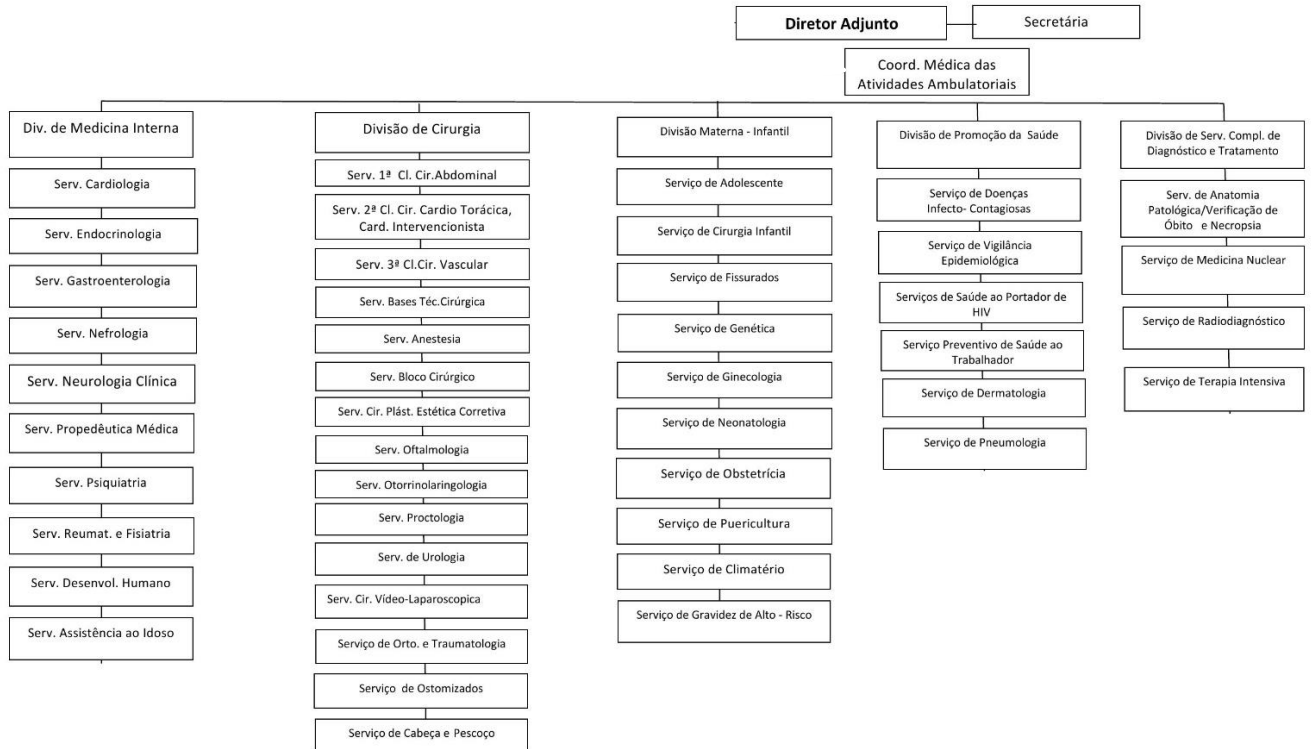 Diretor Adjunto
Secretária
Coord. Médica das
Atividades Ambulatoriais
Div. de Medicina Interna
Serv. Cardiologia
Serv. Endocrinologia
Serv. Gastroenterologia
Serv. Nefrologia
Serv. Neurologia Clínica
Serv. Propedêutica Médica
Serv. Psiquiatria
Serv. Reumat. e Fisiatria
Serv. Desenvol. Humano
Serv. Assistência ao Idoso
Divisão de Cirurgia
Serv. 1ª Cl. Cir.Abdominal
Serv. 2ª Cl. Cir. Cardio Torácica,
Card. Intervencionista
Serv. 3ª Cl.Cir. Vascular
Serv. Bases Téc.Cirúrgica
Serv. Anestesia
Serv. Bloco Cirúrgico
Serv. Cir. Plást. Estética Corretiva
Serv. Oftalmologia
Serv. Otorrinolaringologia
Serv. Proctologia
Serv. de Urologia
Serv. Cir. Vídeo-Laparoscopica
Serviço de Orto. e Traumatologia
Serviço de Ostomizados
Serviço de Cabeça e Pescoço
Divisão Materna - Infantil
Serviço de Adolescente
Serviço de Cirurgia Infantil
Serviço de Fissurados
Serviço de Genética
Serviço de Ginecologia
Serviço de Neonatologia
Serviço de Obstetrícia
Serviço de Puericultura
Serviço de Climatério
Serviço de Gravidez de Alto - Risco
Divisão de Promoção da Saúde
Serviço de Doenças
Infecto- Contagiosas
Serviço de Vigilância
Epidemiológica
Serviços de Saúde ao Portador de
HIV
Serviço Preventivo de Saúde ao
Trabalhador
Serviço de Dermatologia
Serviço de Pneumologia
Divisão de Serv. Compl. de
Diagnóstico e Tratamento
Serv. de Anatomia
Patológica/Verificação de
Óbito e Necropsia
Serviço de Medicina Nuclear
Serviço de Radiodiagnóstico
Serviço de Terapia Intensiva